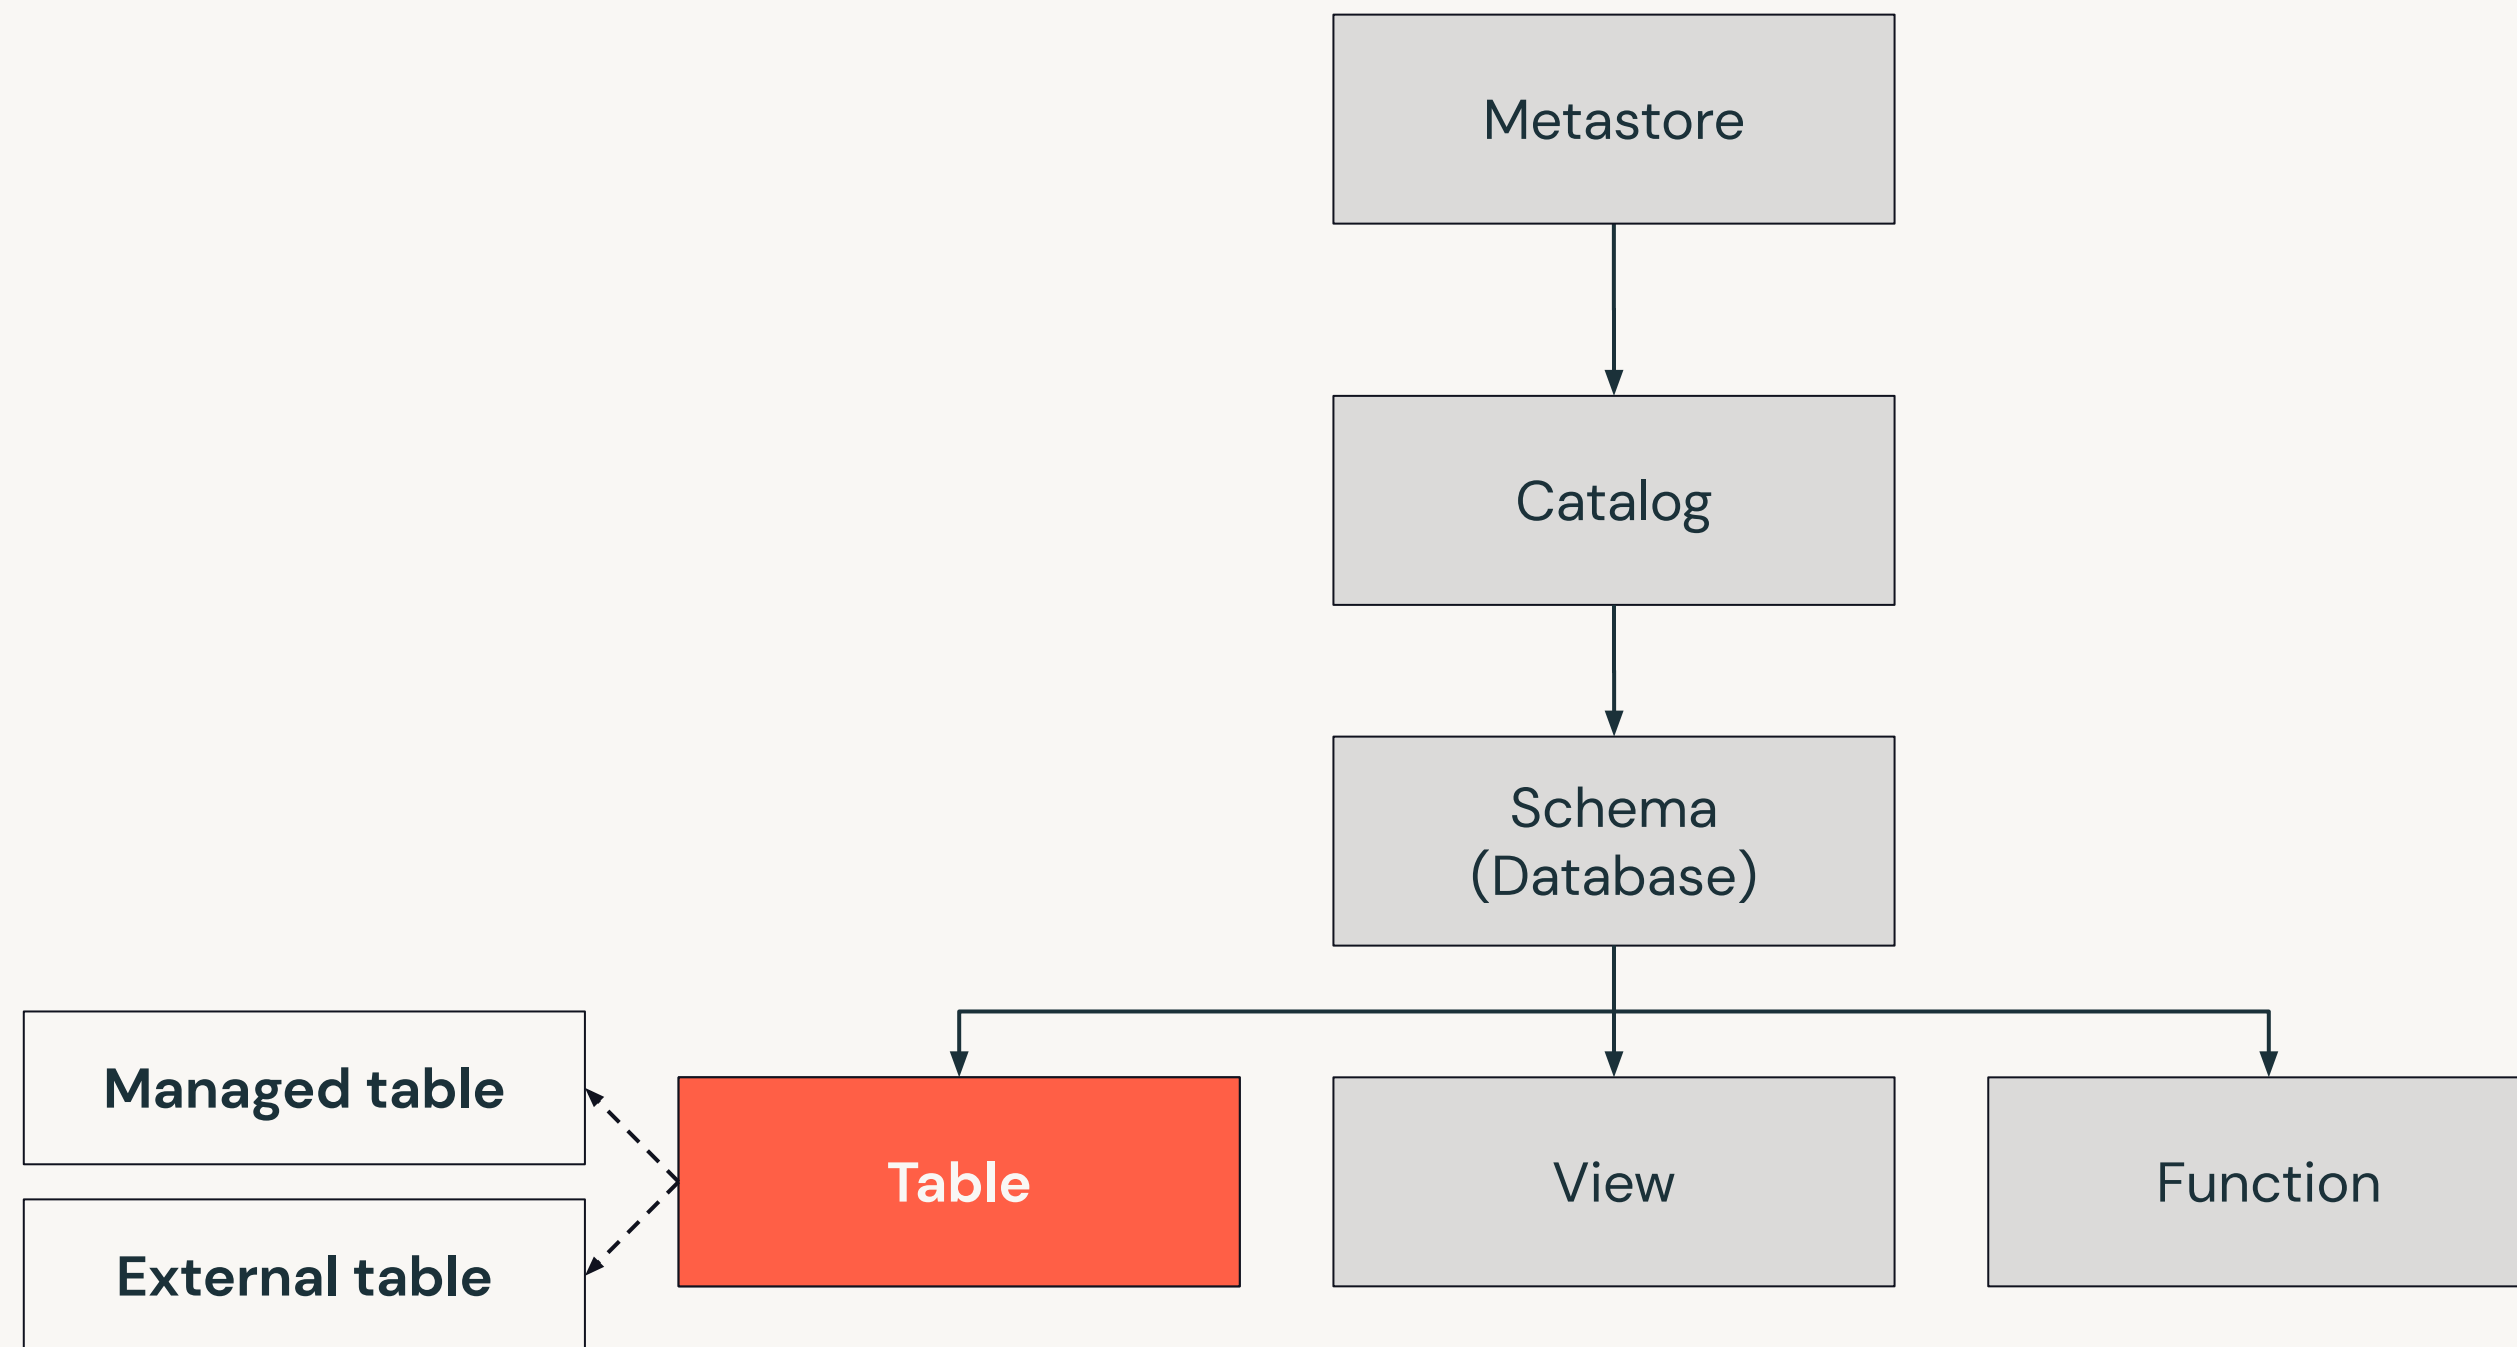 Metastore
Catalog
Schema
(Database)
Managed table
External table
Table
View
Function